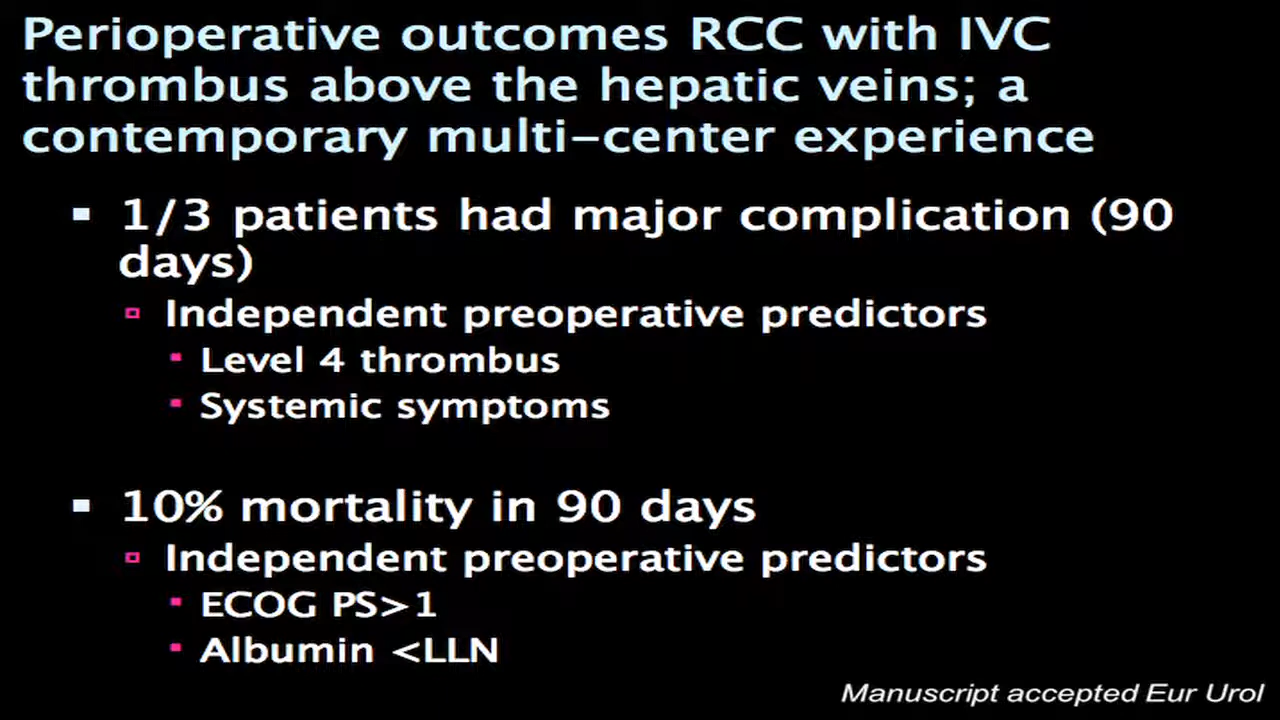 Perioperative outcomes RCC with IVC
thrombus above the hepatic veins; a
contemporary multi-center experience
1/3 patients had major complication (90
days)
Independent preoperative predictors
Level 4 thrombus
Systemic symptoms
10% mortality in 90 days
Independent preoperative predictors
ECOG PS>1
Albumin <LLN
Manuscript accepted Eur Urol